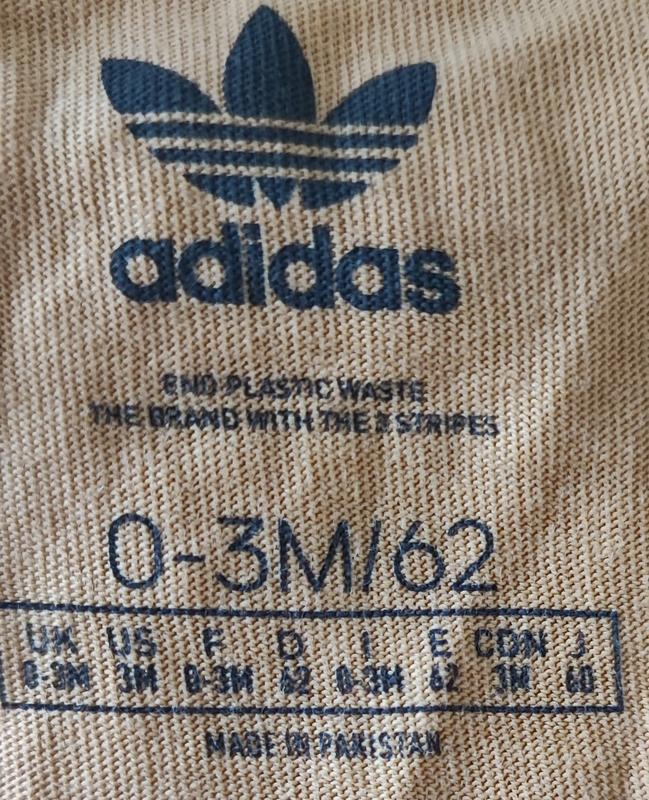 adidas
END PLASTIC WASTE
THE BRAND WITH THE 3 STRIPES
0-3M/62
UK US F D I E CDN J
0-3M 3M 0-3M 62 0-3M 62 3M 60
MADE IN PAKISTAN